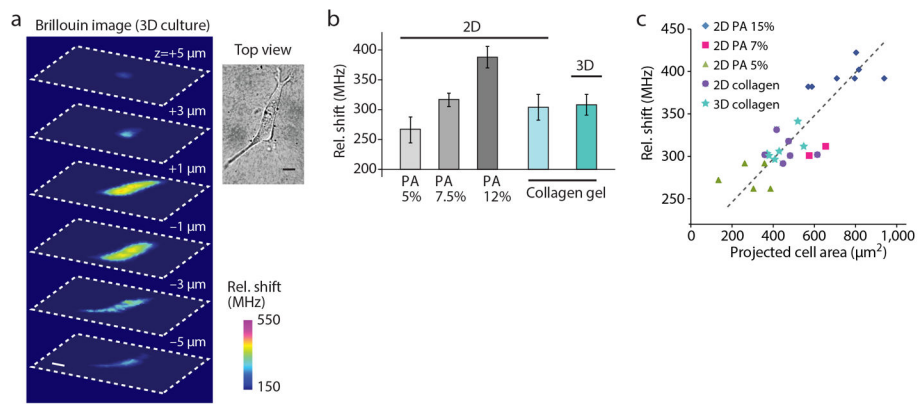 a
Brillouin image (3D culture)
z=+5 μm
+3 μm
+1 μm
−1 μm
−3 μm
−5 μm
Top view
Rel. shift
(MHz)
550
150
b
2D
3D
Rel. shift (MHz)
400
350
300
250
200
PA
5%
PA
7.5%
PA
12%
Collagen gel
c
2D PA 15%
2D PA 7%
2D PA 5%
2D collagen
3D collagen
Rel. shift (MHz)
450
400
350
300
250
0
200
400
600
800
1,000
Projected cell area (μm²)